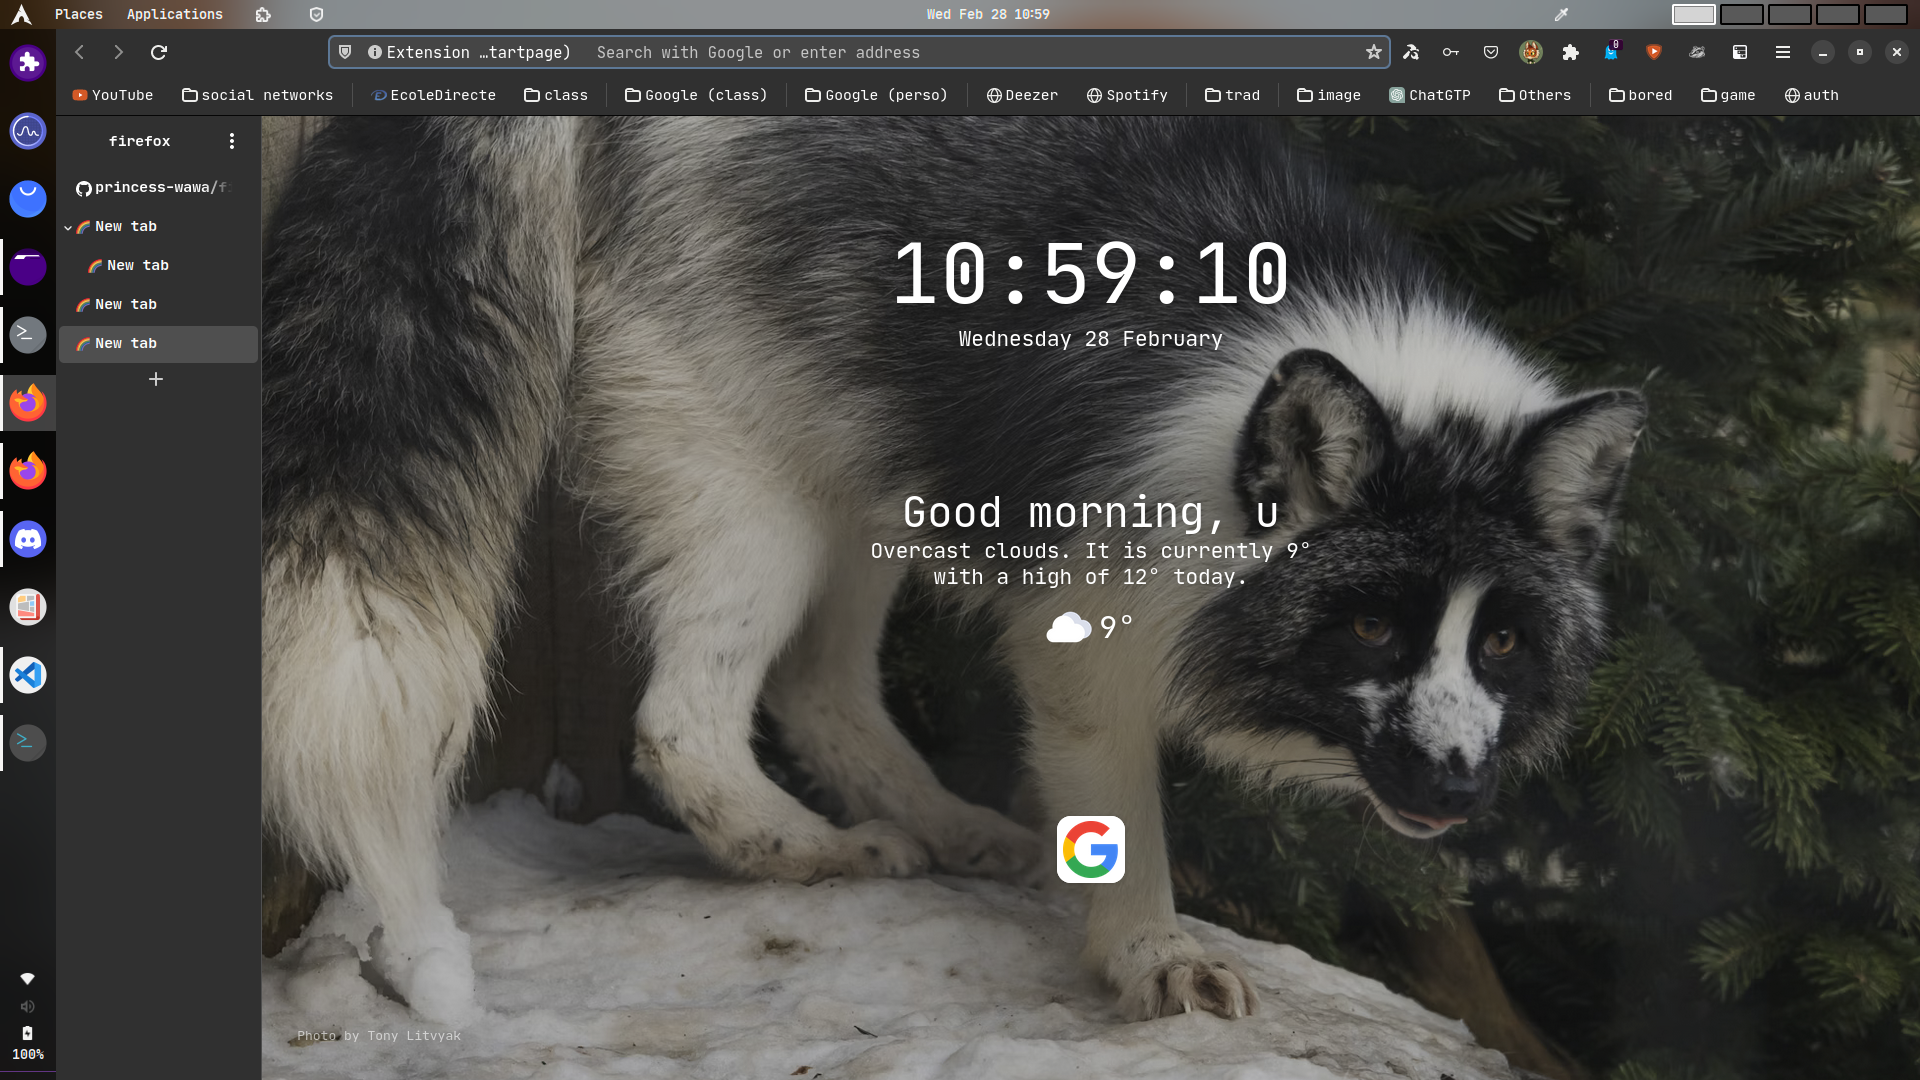 Places Applications Wed Feb 28 10:59
Extension …tartpage) Search with Google or enter address 0
YouTube social networks EcoleDirecte class Google (class) Google (perso) Deezer Spotify trad image ChatGTP Others bored game auth
firefox
princess-wawa/f
New tab
New tab
New tab
New tab
10:59:10
Wednesday 28 February
Good morning, u
Overcast clouds. It is currently 9°
with a high of 12° today.
9°
Photo by Tony Litvyak
100%